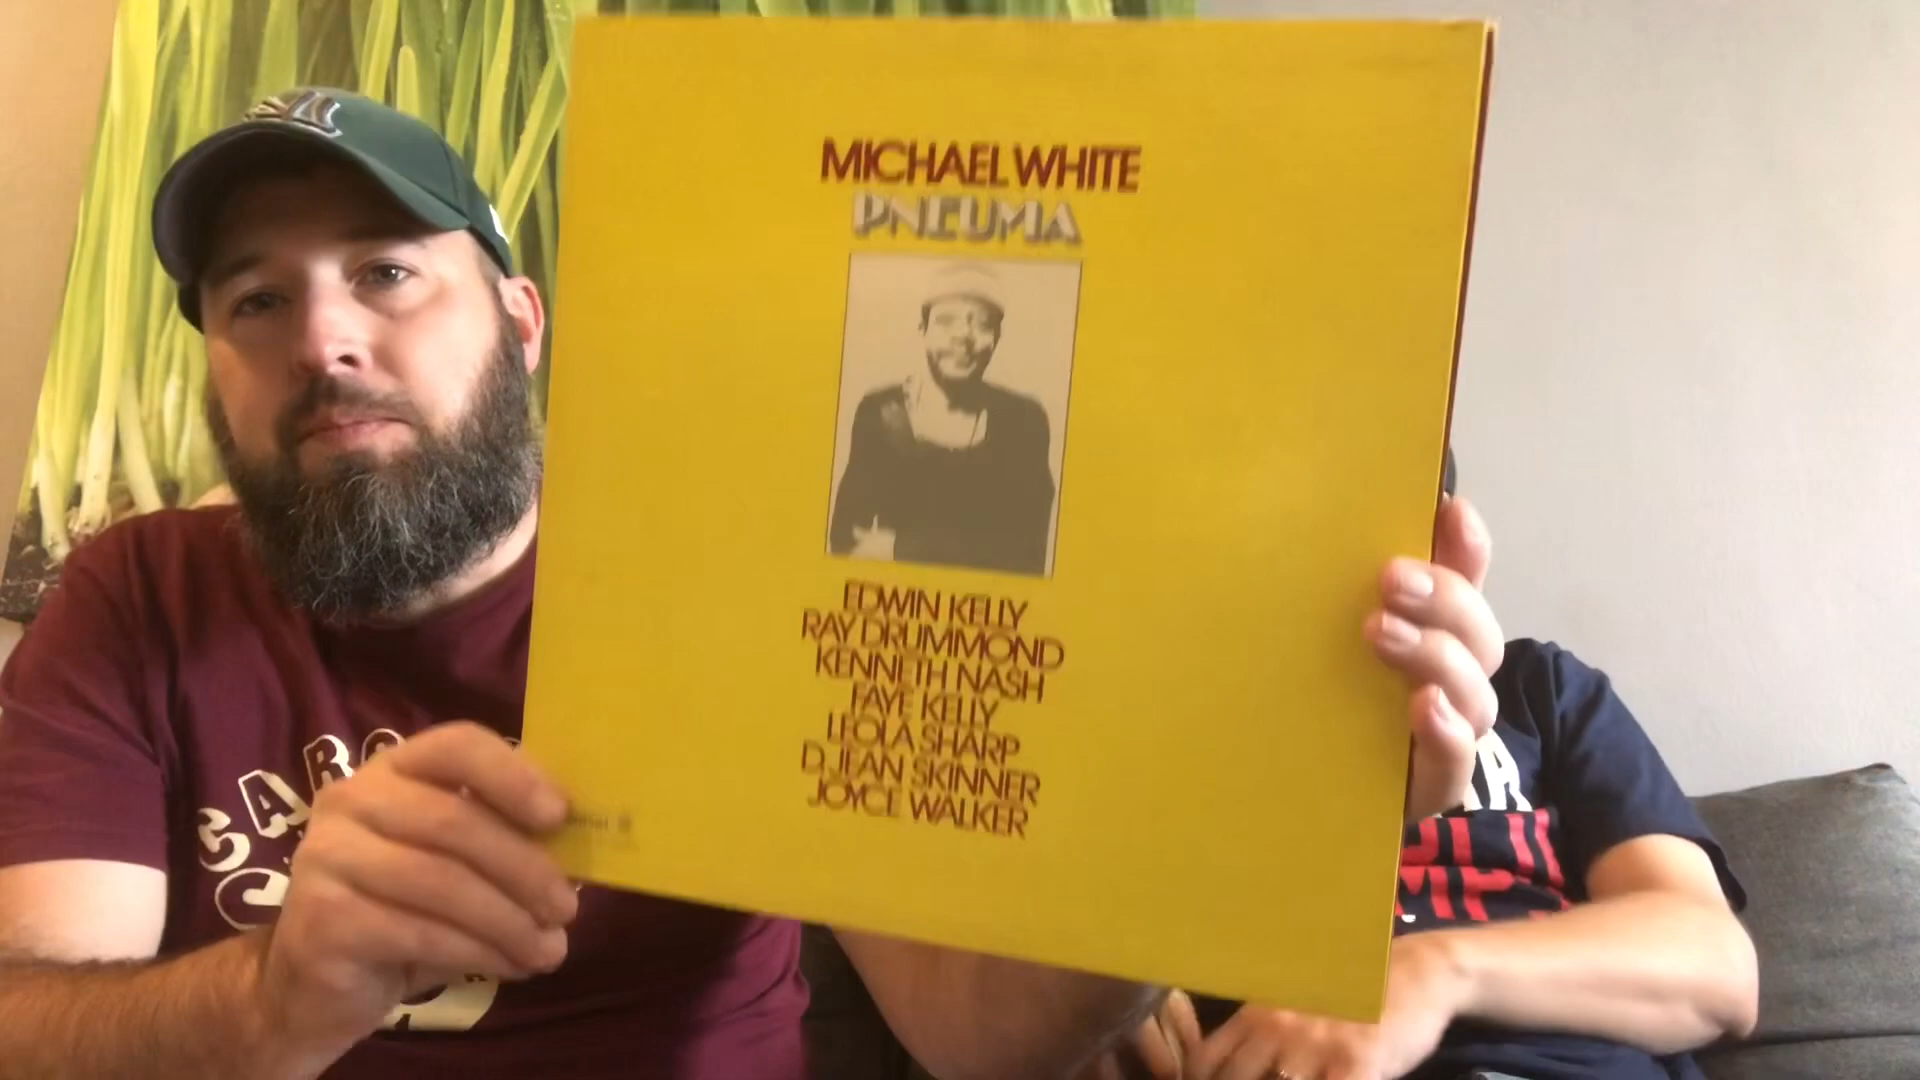 MICHAEL WHITE
PNEUMA
EDWIN KELLY
RAY DRUMMOND
KENNETH NASH
FAYE KELLY
LEOLA SHARP
D. JEAN SKINNER
JOYCE WALKER